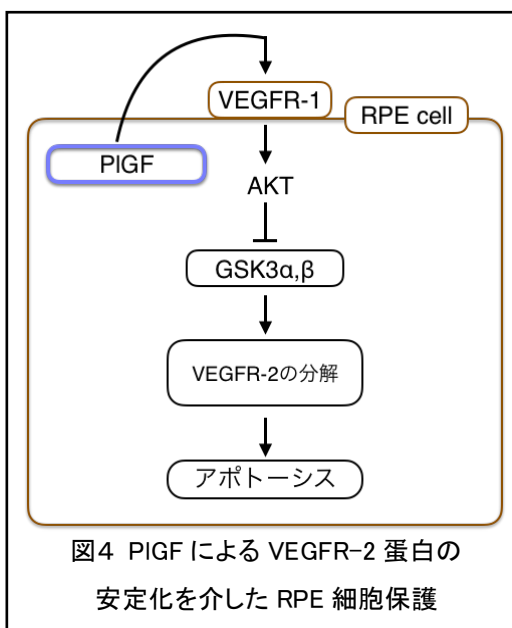 VEGFR-1
RPE cell
PlGF
AKT
GSK3α,β
VEGFR-2の分解
アポトーシス
図4 PlGF による VEGFR-2 蛋白の
安定化を介した RPE 細胞保護